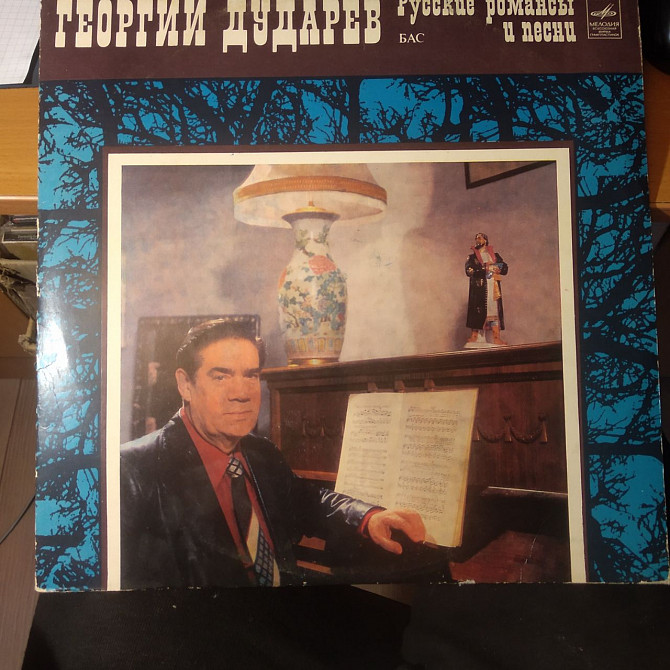 ГЕОРГИЙ ДУДАРЕВ
Русские романсы
и песни
БАС
МЕЛОДИЯ